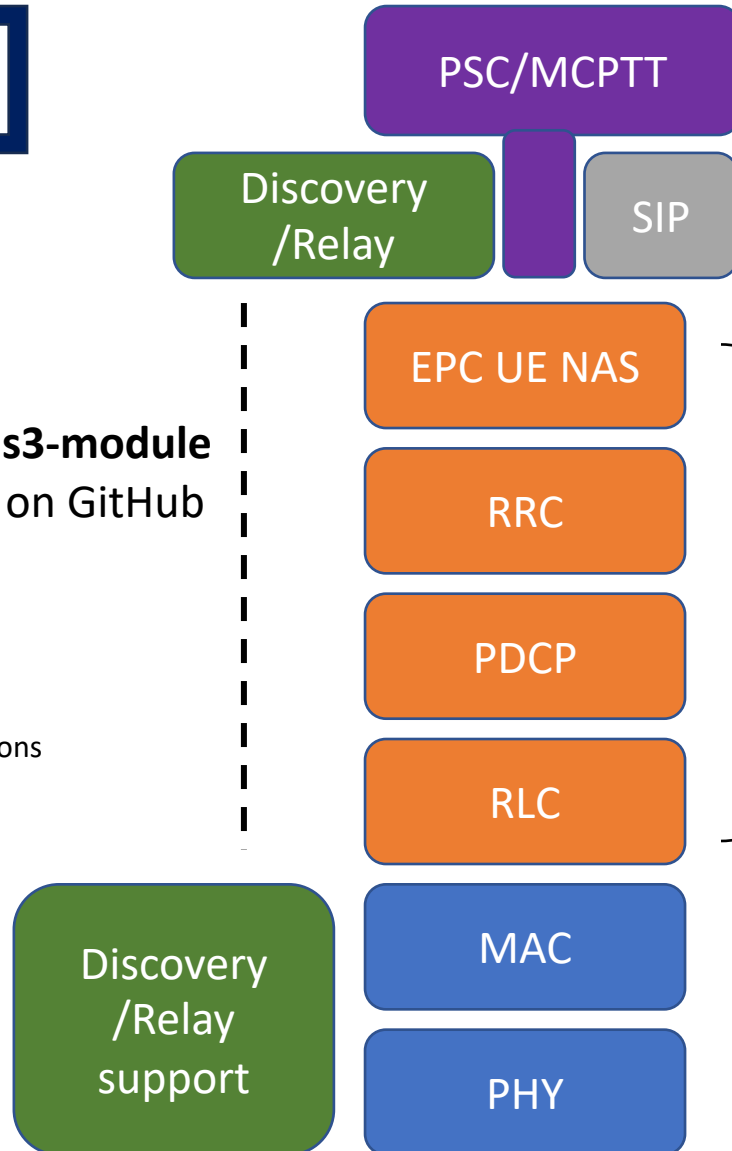 PSC/MCPTT
Discovery
/Relay
SIP
EPC UE NAS
s3-module
on GitHub
RRC
PDCP
ons
RLC
Discovery
/Relay
support
MAC
PHY